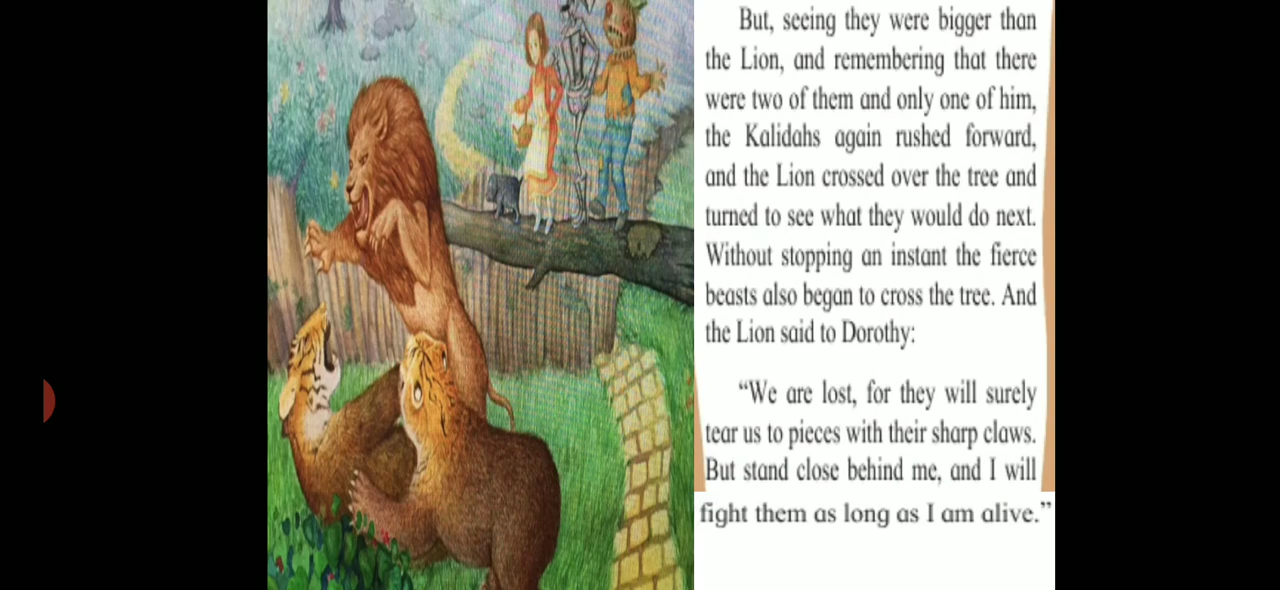 But, seeing they were bigger than
the Lion, and remembering that there
were two of them and only one of him,
the Kalidahs again rushed forward,
and the Lion crossed over the tree and
turned to see what they would do next.
Without stopping an instant the fierce
beasts also began to cross the tree. And
the Lion said to Dorothy:
“We are lost, for they will surely
tear us to pieces with their sharp claws.
But stand close behind me, and I will
fight them as long as I am alive.”